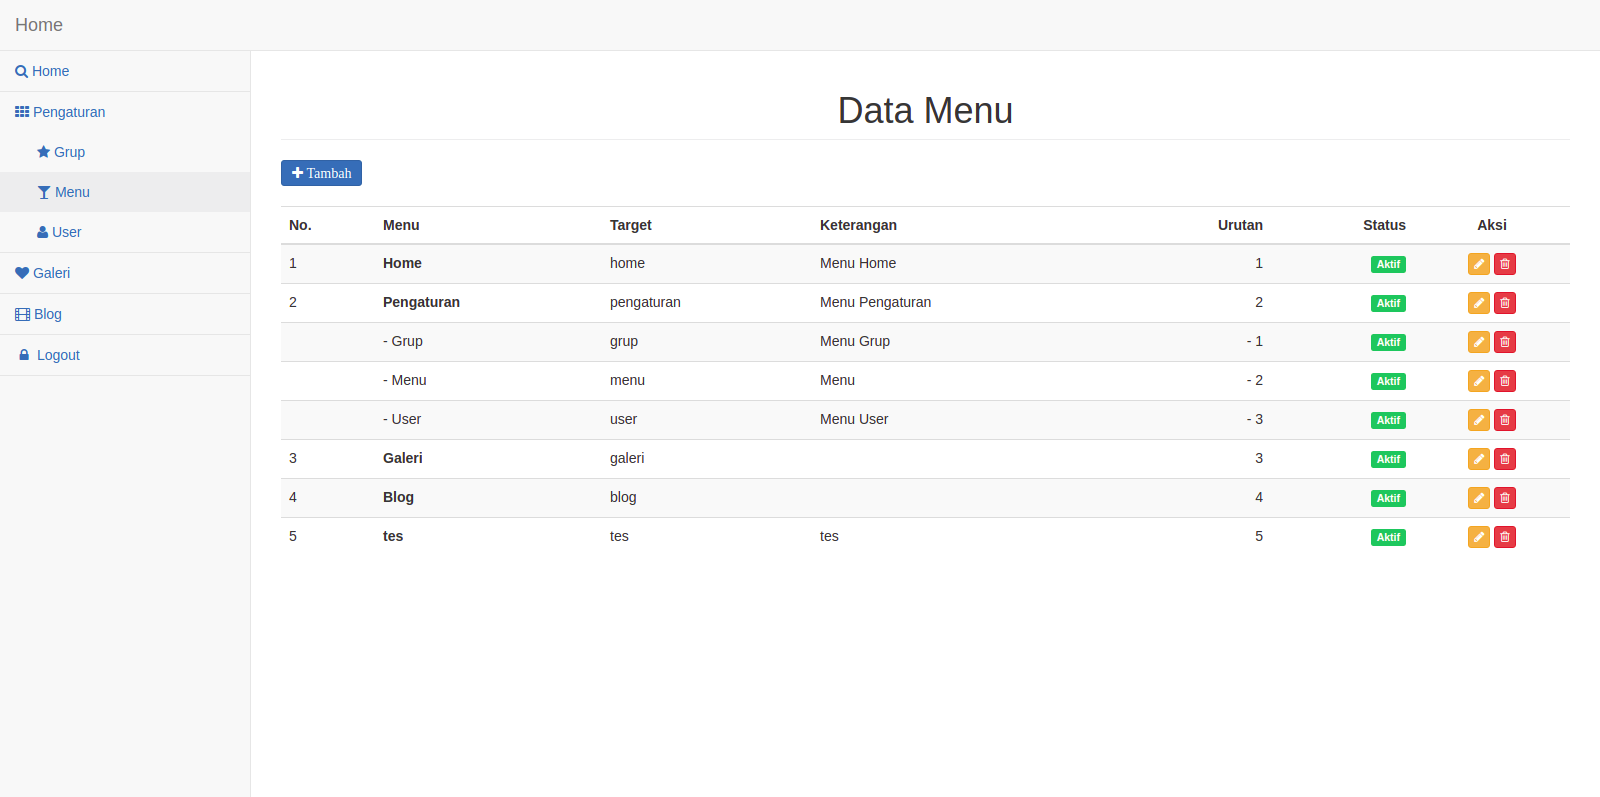 Home
Home
Pengaturan
Grup
Menu
User
Galeri
Blog
Logout
Data Menu
Tambah
No. Menu Target Keterangan Urutan Status Aksi
1 Home home Menu Home 1 Aktif
2 Pengaturan pengaturan Menu Pengaturan 2 Aktif
- Grup grup Menu Grup - 1 Aktif
- Menu menu Menu - 2 Aktif
- User user Menu User - 3 Aktif
3 Galeri galeri 3 Aktif
4 Blog blog 4 Aktif
5 tes tes tes 5 Aktif